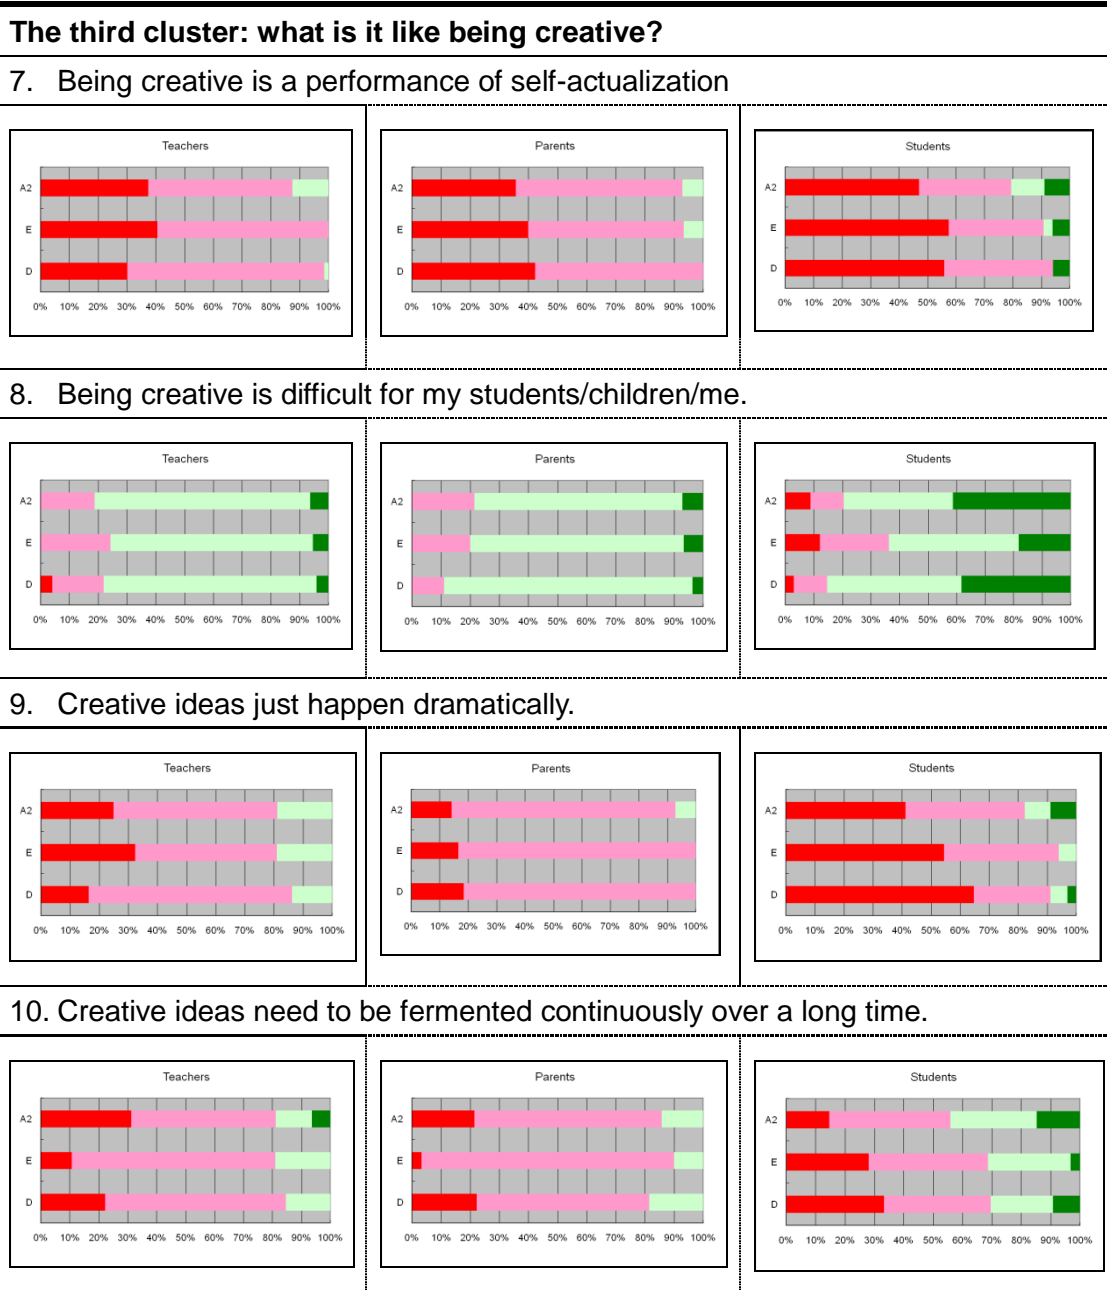 The third cluster: what is it like being creative?
7. Being creative is a performance of self-actualization
Teachers
A2
E
D
0% 10% 20% 30% 40% 50% 60% 70% 80% 90% 100%
Parents
A2
E
D
0% 10% 20% 30% 40% 50% 60% 70% 80% 90% 100%
Students
A2
E
D
0% 10% 20% 30% 40% 50% 60% 70% 80% 90% 100%
8. Being creative is difficult for my students/children/me.
Teachers
A2
E
D
0% 10% 20% 30% 40% 50% 60% 70% 80% 90% 100%
Parents
A2
E
D
0% 10% 20% 30% 40% 50% 60% 70% 80% 90% 100%
Students
A2
E
D
0% 10% 20% 30% 40% 50% 60% 70% 80% 90% 100%
9. Creative ideas just happen dramatically.
Teachers
A2
E
D
0% 10% 20% 30% 40% 50% 60% 70% 80% 90% 100%
Parents
A2
E
D
0% 10% 20% 30% 40% 50% 60% 70% 80% 90% 100%
Students
A2
E
D
0% 10% 20% 30% 40% 50% 60% 70% 80% 90% 100%
10. Creative ideas need to be fermented continuously over a long time.
Teachers
A2
E
D
0% 10% 20% 30% 40% 50% 60% 70% 80% 90% 100%
Parents
A2
E
D
0% 10% 20% 30% 40% 50% 60% 70% 80% 90% 100%
Students
A2
E
D
0% 10% 20% 30% 40% 50% 60% 70% 80% 90% 100%